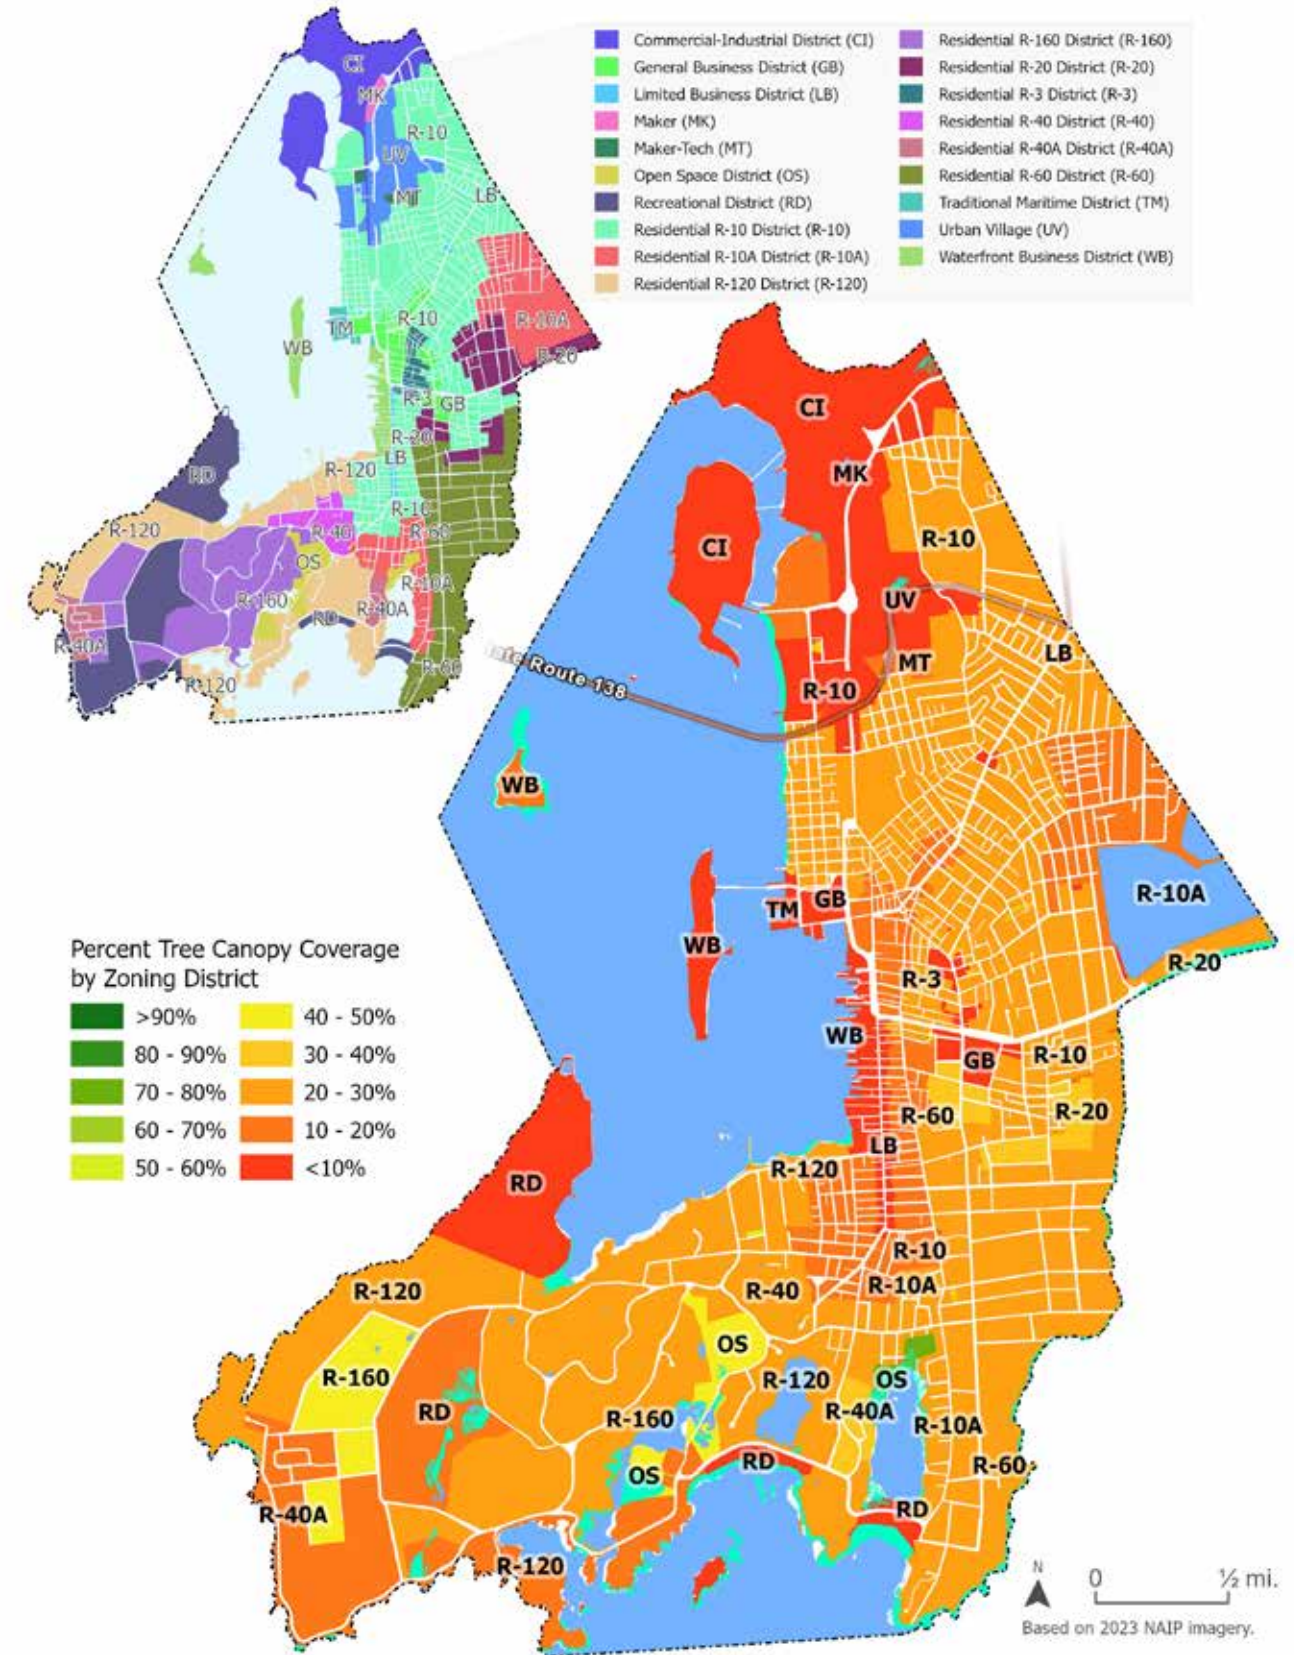 Commercial-Industrial District (CI)
General Business District (GB)
Limited Business District (LB)
Maker (MK)
Maker-Tech (MT)
Open Space District (OS)
Recreational District (RD)
Residential R-10 District (R-10)
Residential R-10A District (R-10A)
Residential R-120 District (R-120)
Residential R-160 District (R-160)
Residential R-20 District (R-20)
Residential R-3 District (R-3)
Residential R-40 District (R-40)
Residential R-40A District (R-40A)
Residential R-60 District (R-60)
Traditional Maritime District (TM)
Urban Village (UV)
Waterfront Business District (WB)
CI
MK
R-10
UV
MT
LB
TM
R-10
R-10A
WB
R-20
R-3
GB
R-20
LB
R-120
RD
R-10
R-120
R-40
R-60
OS
R-10A
R-160
R-40A
RD
R-40A
R-60
R-120
CI
MK
CI
R-10
UV
LB
MT
Route 138
R-10
WB
R-10A
GB
TM
WB
R-20
R-3
WB
GB
R-10
R-60
R-20
LB
R-120
RD
R-10
R-10A
R-120
R-40
OS
R-160
R-120
OS
RD
R-160
R-40A
R-10A
RD
R-60
OS
R-40A
RD
R-120
Percent Tree Canopy Coverage
by Zoning District
>90%
80 - 90%
70 - 80%
60 - 70%
50 - 60%
40 - 50%
30 - 40%
20 - 30%
10 - 20%
<10%
N
0
½ mi.
Based on 2023 NAIP imagery.